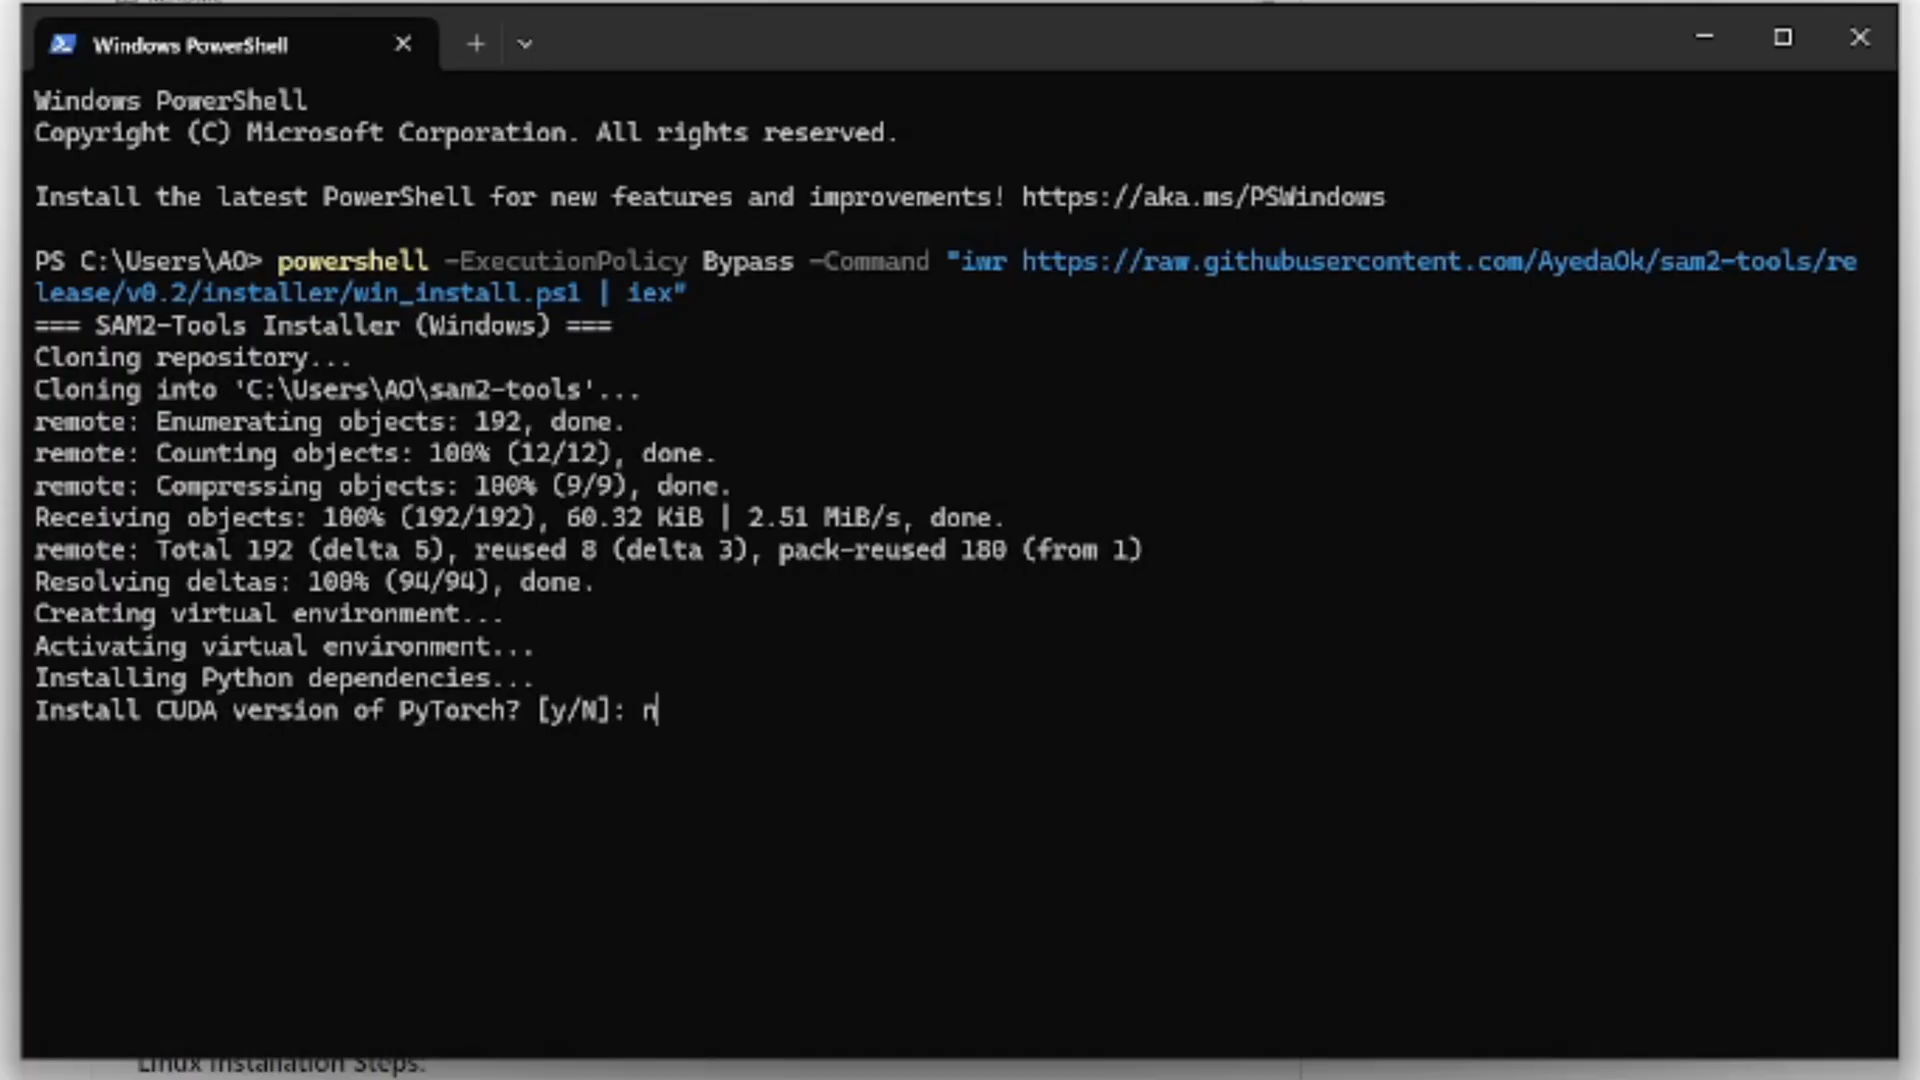 Windows PowerShell
Windows PowerShell
Copyright (C) Microsoft Corporation. All rights reserved.
Install the latest PowerShell for new features and improvements! https://aka.ms/PSWindows
PS C:\Users\AO> powershell -ExecutionPolicy Bypass -Command "iwr https://raw.githubusercontent.com/AyedaOk/sam2-tools/re
lease/v0.2/installer/win_install.ps1 | iex"
=== SAM2-Tools Installer (Windows) ===
Cloning repository...
Cloning into 'C:\Users\AO\sam2-tools'...
remote: Enumerating objects: 192, done.
remote: Counting objects: 100% (12/12), done.
remote: Compressing objects: 100% (9/9), done.
Receiving objects: 100% (192/192), 60.32 KiB | 2.51 MiB/s, done.
remote: Total 192 (delta 5), reused 8 (delta 3), pack-reused 180 (from 1)
Resolving deltas: 100% (94/94), done.
Creating virtual environment...
Activating virtual environment...
Installing Python dependencies...
Install CUDA version of PyTorch? [y/N]: n
Linux Installation Steps: